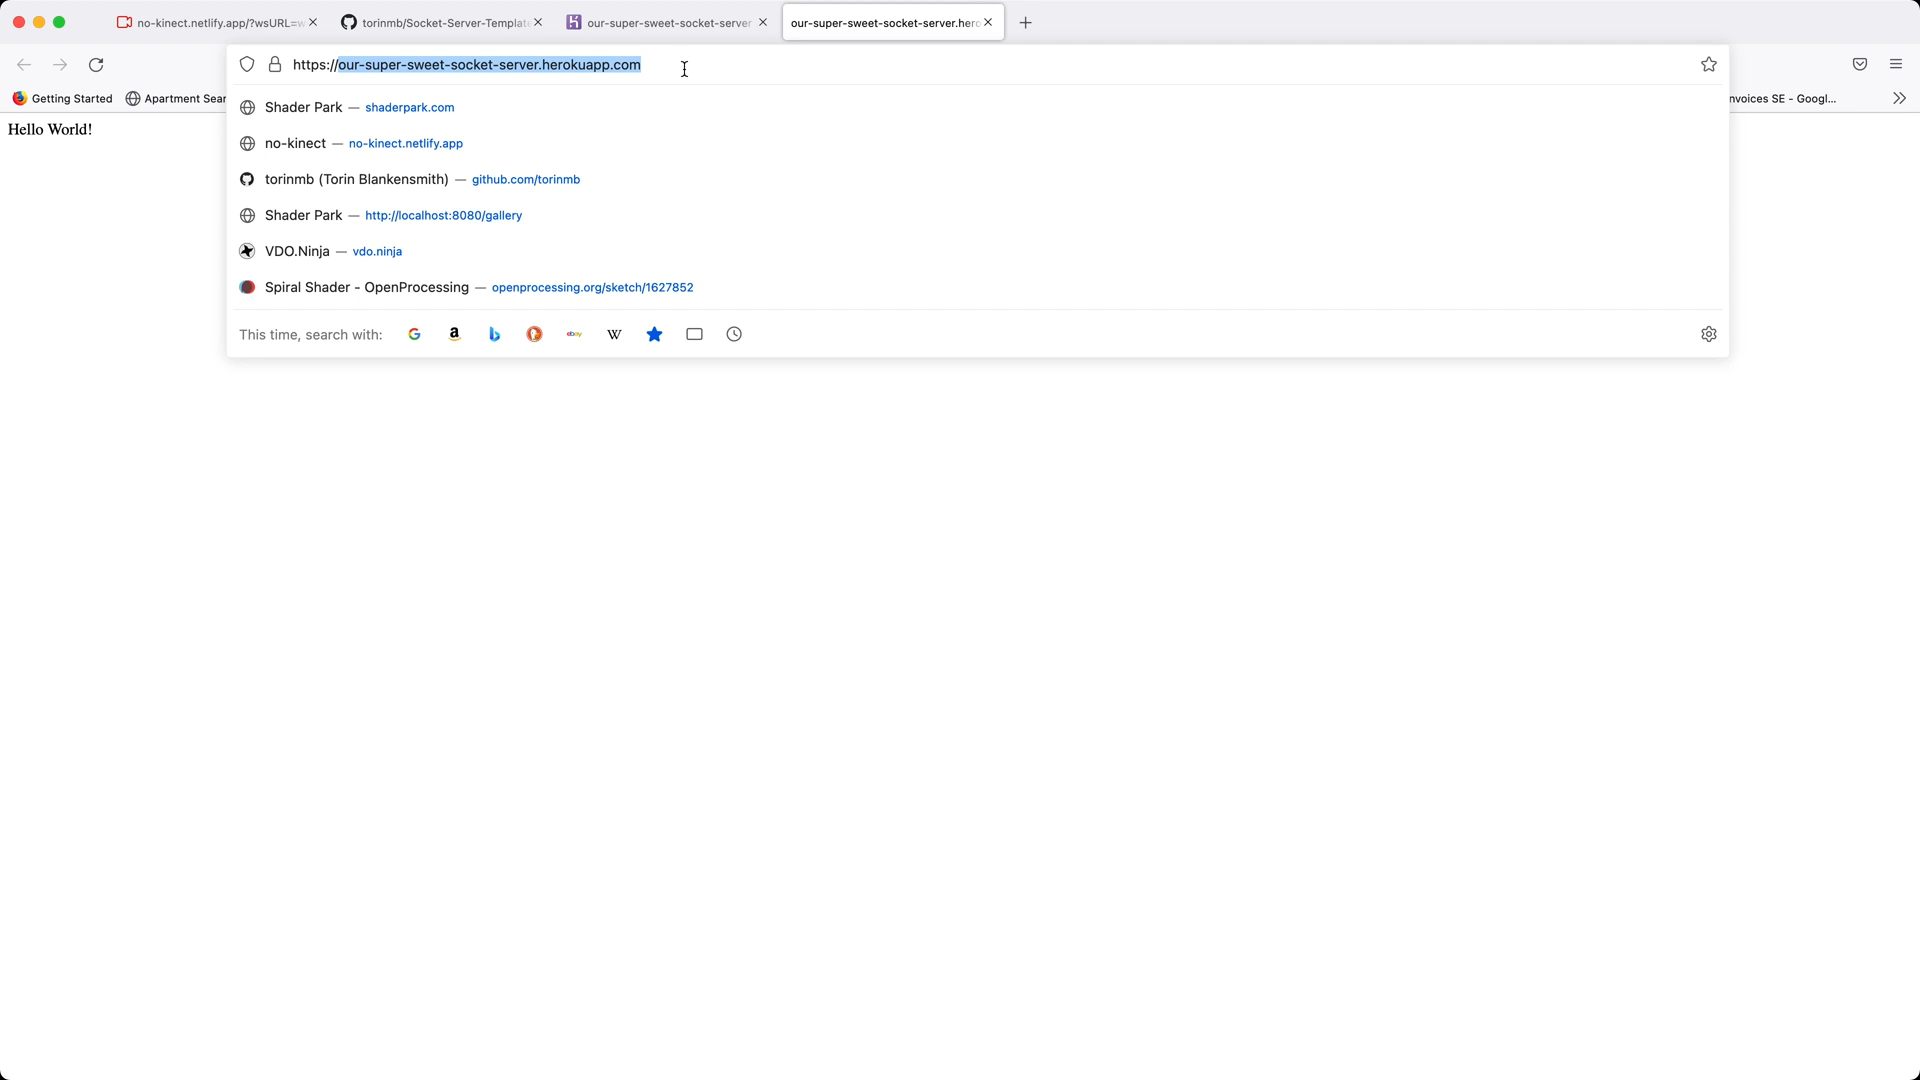 no-kinect.netlify.app/?wsURL=w
torinmb/Socket-Server-Template
our-super-sweet-socket-server
our-super-sweet-socket-server.hero
https://our-super-sweet-socket-server.herokuapp.com
Getting Started
Apartment Sear
nvoices SE - Googl...
Hello World!
Shader Park — shaderpark.com
no-kinect — no-kinect.netlify.app
torinmb (Torin Blankensmith) — github.com/torinmb
Shader Park — http://localhost:8080/gallery
VDO.Ninja — vdo.ninja
Spiral Shader - OpenProcessing — openprocessing.org/sketch/1627852
This time, search with: